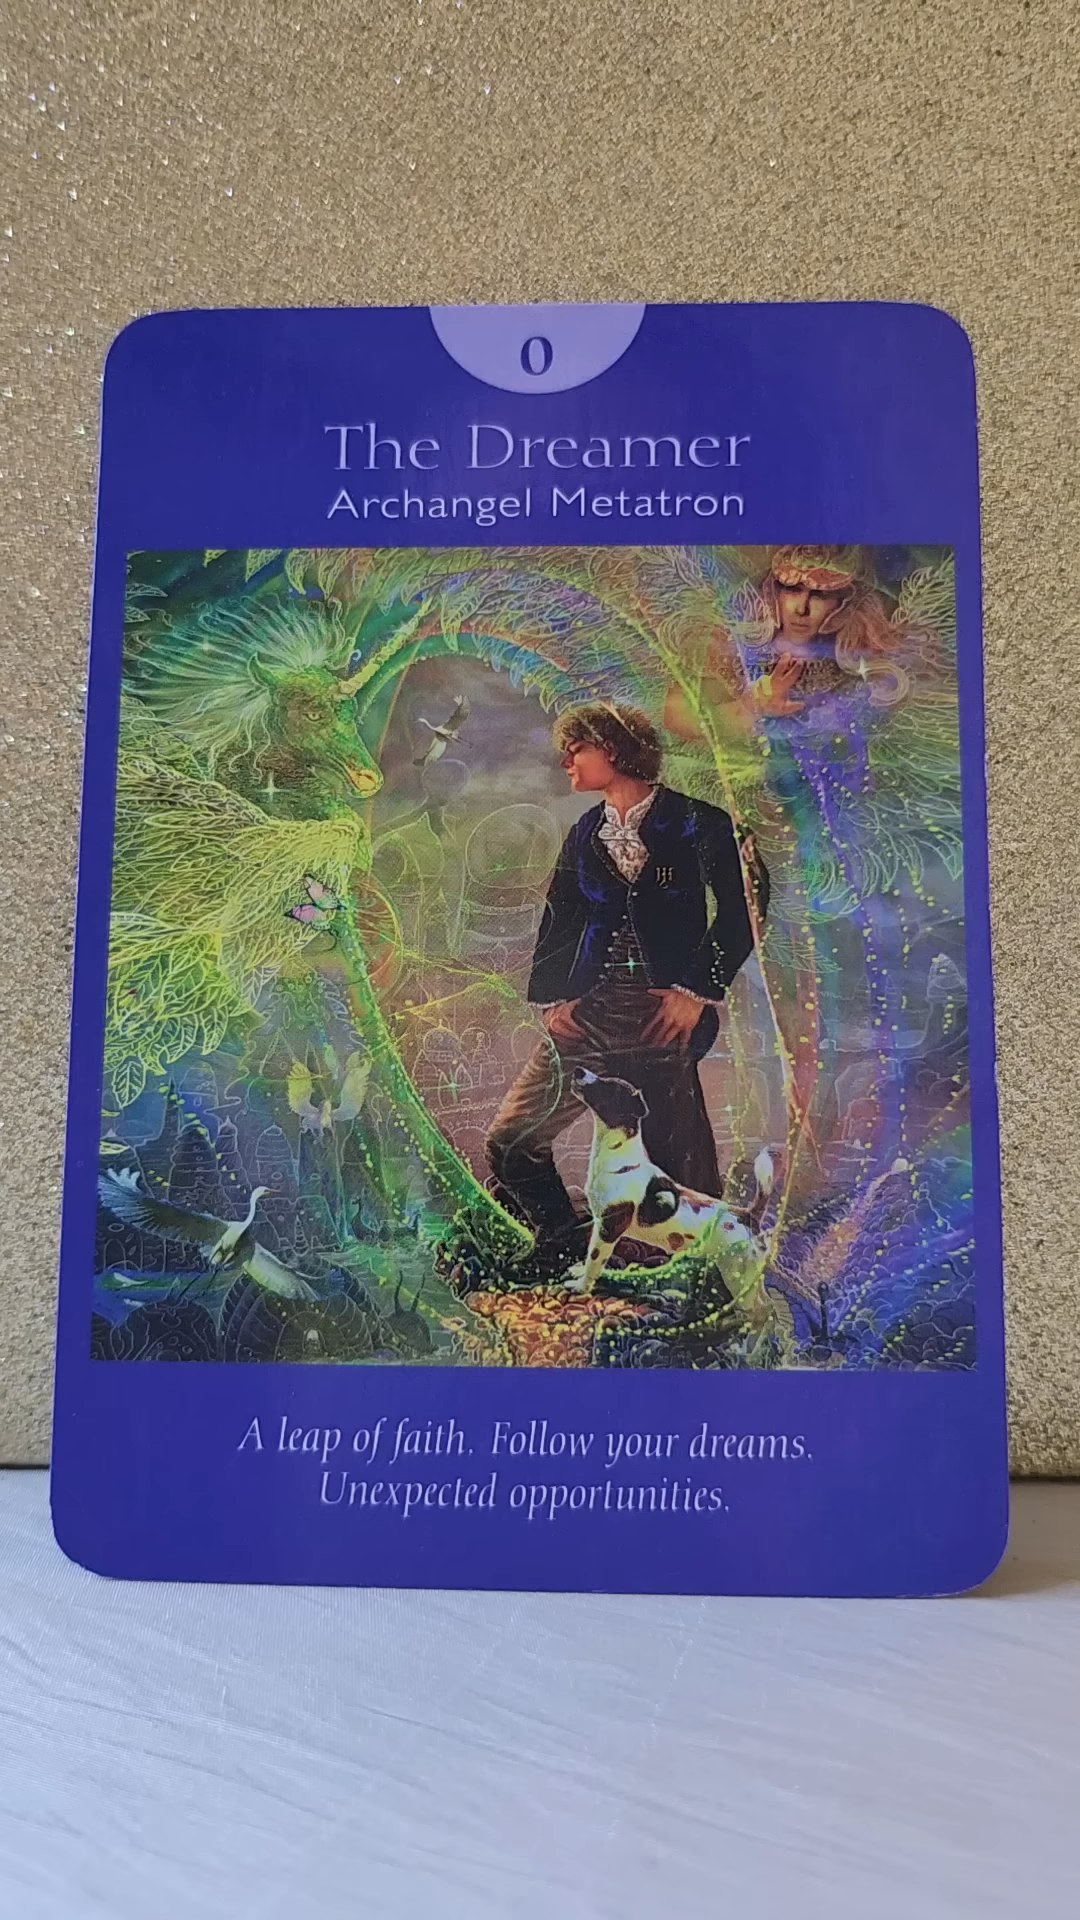 0
The Dreamer
Archangel Metatron
A leap of faith. Follow your dreams.
Unexpected opportunities.